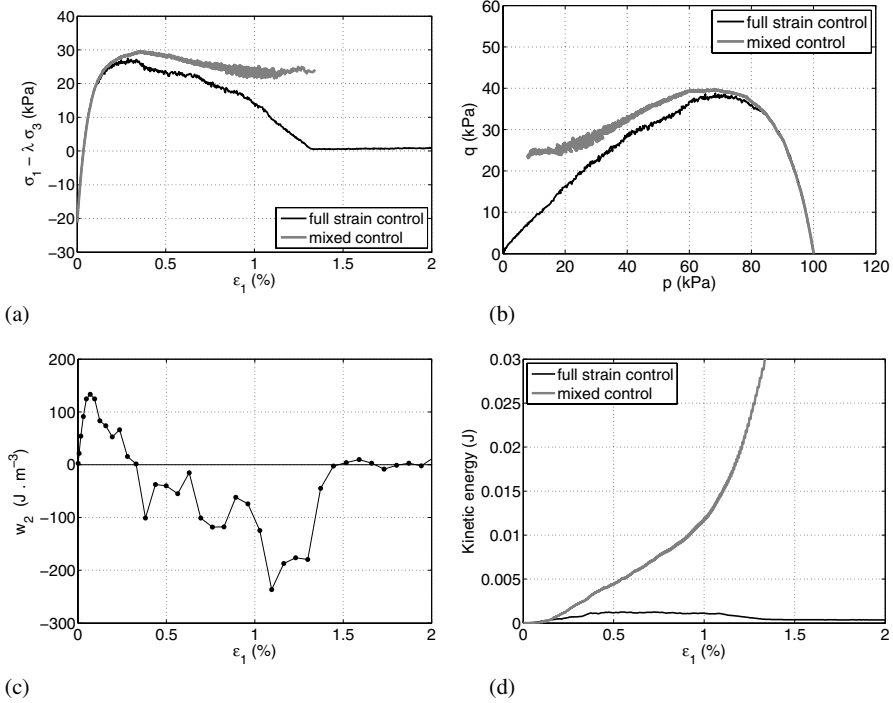 40
30
20
10
0
−10
−20
−30
σ1 − λ σ3 (kPa)
0
0.5
1
1.5
2
ε1 (%)
full strain control
mixed control
(a)
60
50
40
30
20
10
0
q (kPa)
0
20
40
60
80
100
120
p (kPa)
full strain control
mixed control
(b)
200
100
0
−100
−200
−300
w2 (J . m−3)
0
0.5
1
1.5
2
ε1 (%)
(c)
0.03
0.025
0.02
0.015
0.01
0.005
0
Kinetic energy (J)
0
0.5
1
1.5
2
ε1 (%)
full strain control
mixed control
(d)